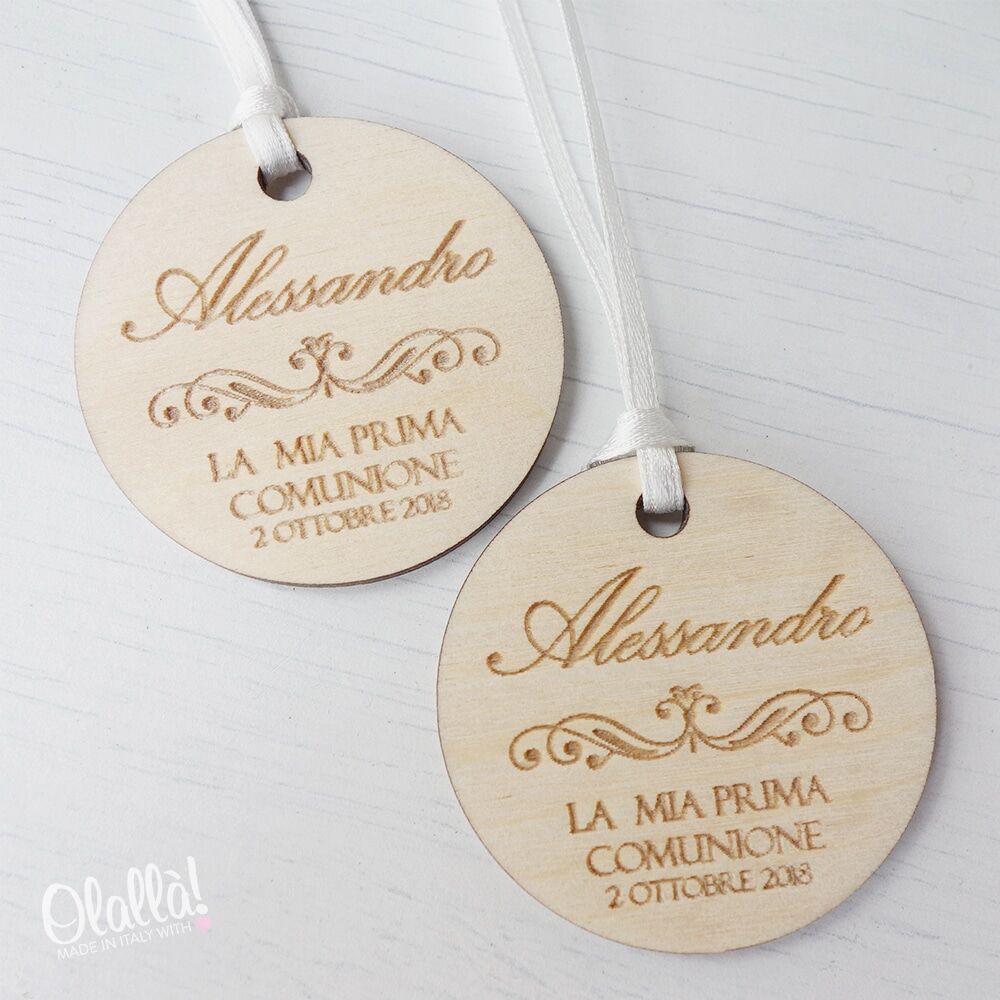 Alessandro
LA MIA PRIMA
COMUNIONE
2 OTTOBRE 2018
Alessandro
LA MIA PRIMA
COMUNIONE
2 OTTOBRE 2018
Olallà!
MADE IN ITALY WITH